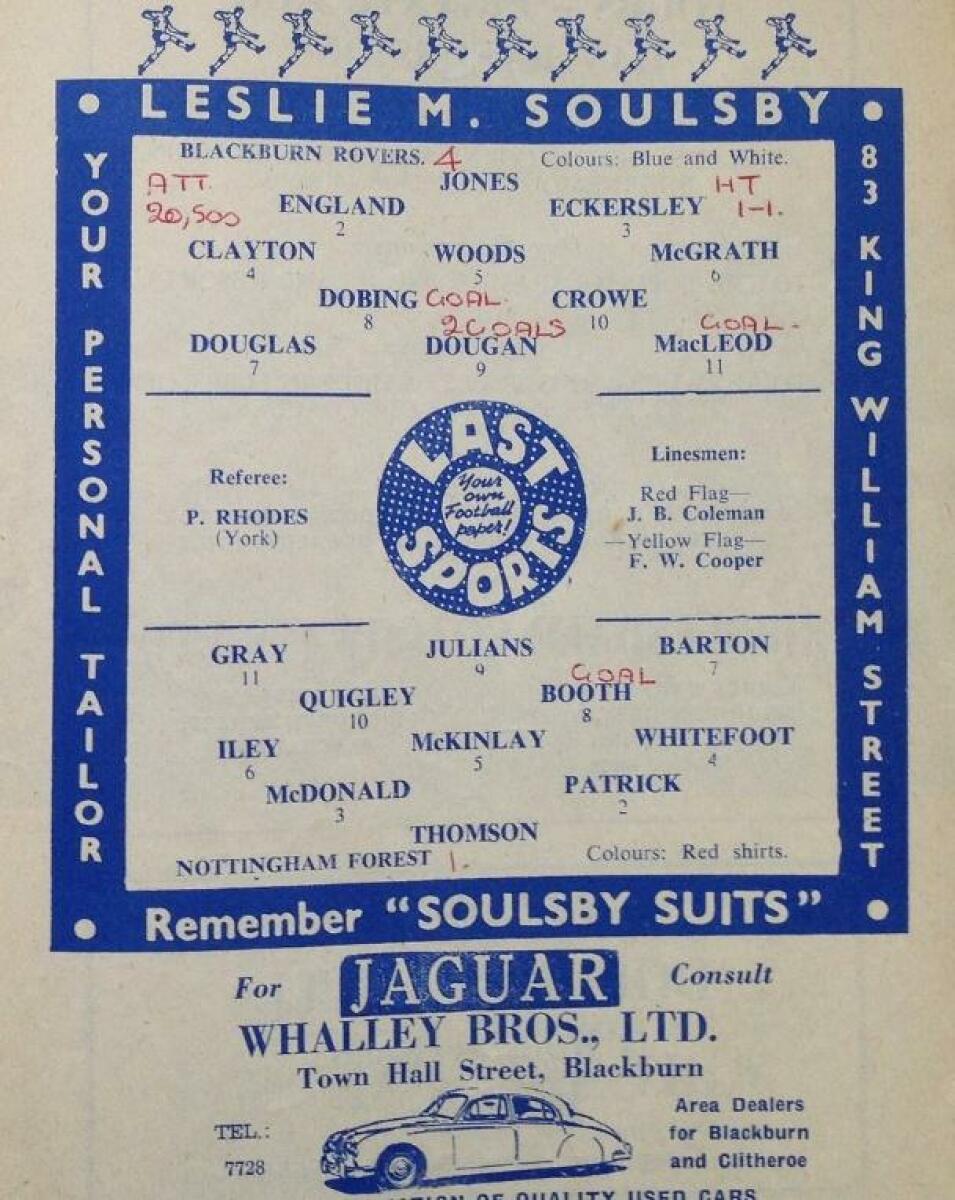 LESLIE M. SOULSBY
YOUR PERSONAL TAILOR
83 KING WILLIAM STREET
BLACKBURN ROVERS. 4 Colours: Blue and White.
JONES
ATT. HT
20,500 1-1.
ENGLAND ECKERSLEY
2 3
CLAYTON WOODS McGRATH
4 5 6
DOBING GOAL. CROWE
8 10
2 GOALS GOAL-
DOUGLAS DOUGAN MacLEOD
7 9 11
Referee:
P. RHODES
(York)
LAST SPORTS
Your
own
Football
paper!
Linesmen:
Red Flag—
J. B. Coleman
—Yellow Flag—
F. W. Cooper
GRAY JULIANS BARTON
11 9 7
GOAL
QUIGLEY BOOTH
10 8
ILEY McKINLAY WHITEFOOT
6 5 4
McDONALD PATRICK
3 2
THOMSON
NOTTINGHAM FOREST 1. Colours: Red shirts.
Remember "SOULSBY SUITS"
For JAGUAR Consult
WHALLEY BROS., LTD.
Town Hall Street, Blackburn
TEL.:
7728
Area Dealers
for Blackburn
and Clitheroe
OF QUALITY USED CARS